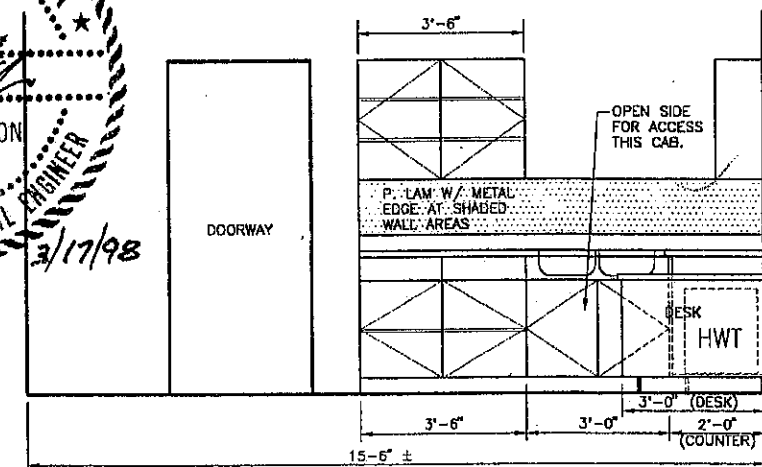 3'-6"
OPEN SIDE
FOR ACCESS
THIS CAB.
ON
ENGINEER
P. LAM W/ METAL
EDGE AT SHADED
WALL AREAS
DOORWAY
2/17/98
DESK
HWT
3'-0" (DESK)
3'-6"
3'-0"
2'-0"
(COUNTER)
15-6" ±